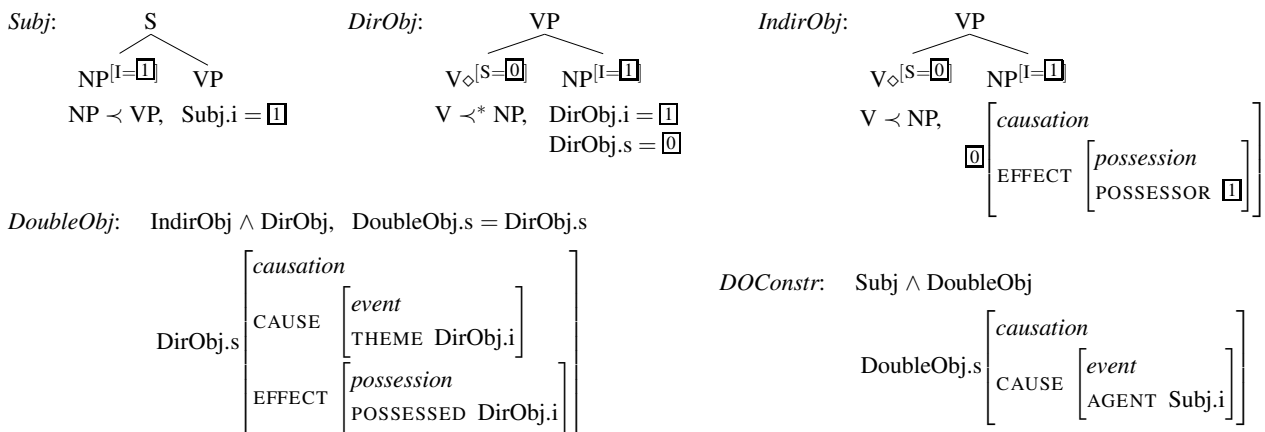 Subj: S
NP[I=1] VP
NP ≺ VP, Subj.i = 1
DirObj: VP
V⋄[S=0] NP[I=1]
V ≺* NP, DirObj.i = 1
DirObj.s = 0
IndirObj: VP
V⋄[S=0] NP[I=1]
V ≺ NP,
0 [causation
EFFECT [possession
POSSESSOR 1]]
DoubleObj: IndirObj ∧ DirObj, DoubleObj.s = DirObj.s
DirObj.s [causation
CAUSE [event
THEME DirObj.i]
EFFECT [possession
POSSESSED DirObj.i]]
DOConstr: Subj ∧ DoubleObj
DoubleObj.s [causation
CAUSE [event
AGENT Subj.i]]